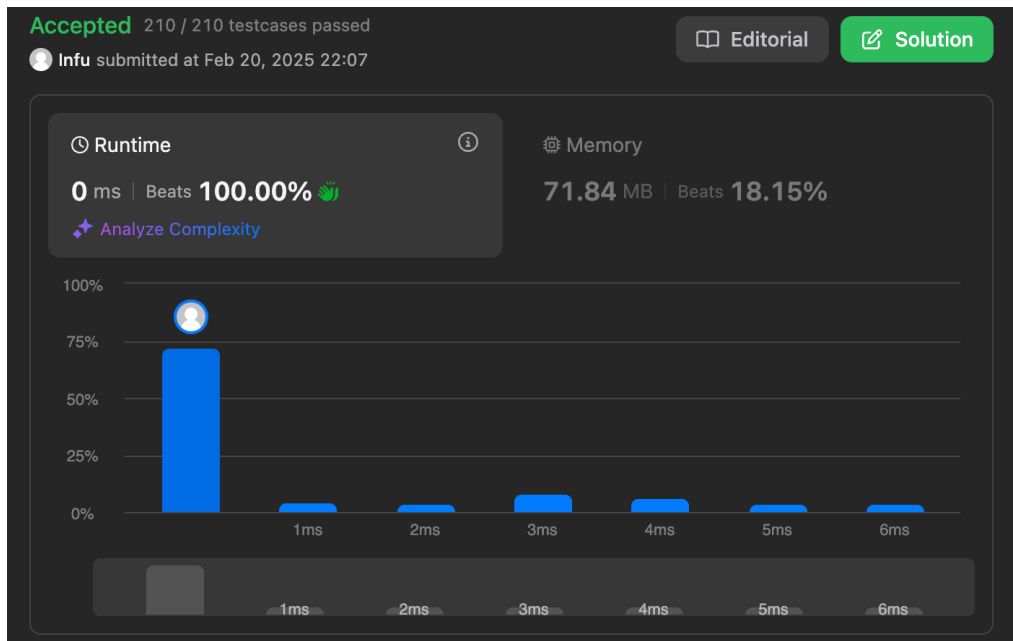 Accepted 210 / 210 testcases passed
Editorial
Solution
Infu submitted at Feb 20, 2025 22:07
Runtime
0 ms | Beats 100.00%
Analyze Complexity
Memory
71.84 MB | Beats 18.15%
100%
75%
50%
25%
0%
1ms 2ms 3ms 4ms 5ms 6ms
1ms 2ms 3ms 4ms 5ms 6ms